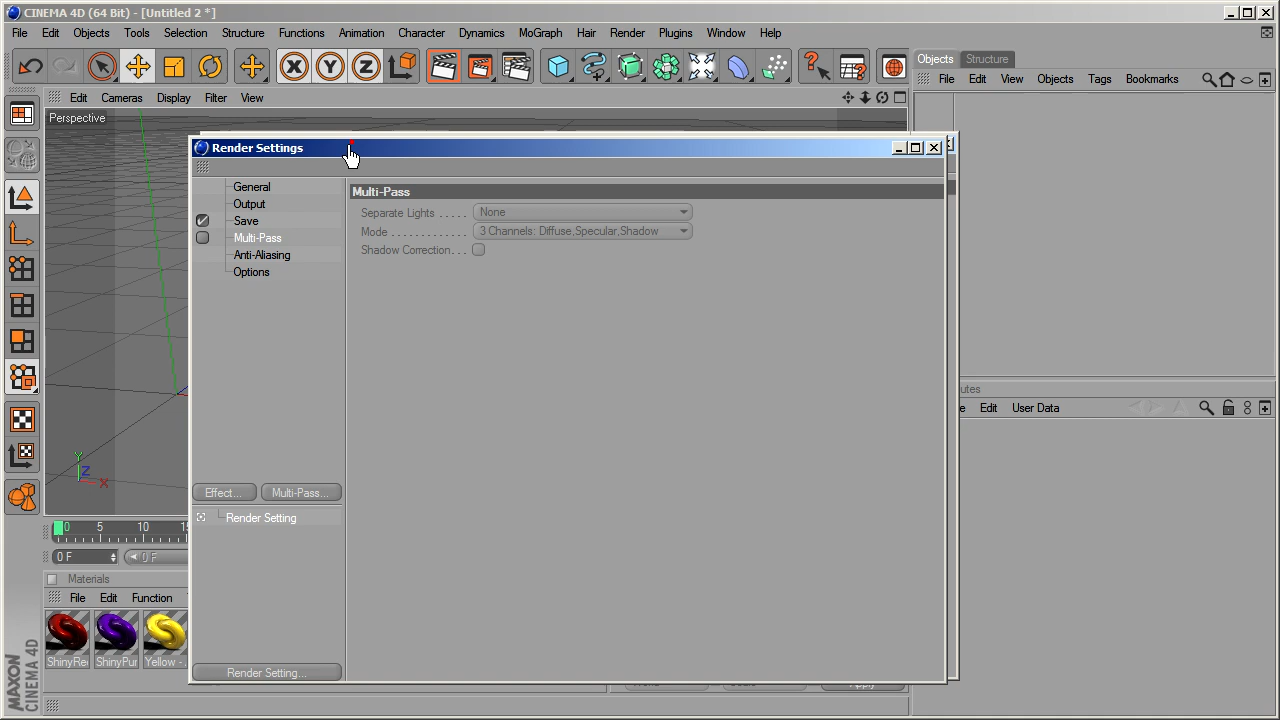 CINEMA 4D (64 Bit) - [Untitled 2 *]
File Edit Objects Tools Selection Structure Functions Animation Character Dynamics MoGraph Hair Render Plugins Window Help
Objects Structure
File Edit View Objects Tags Bookmarks
Edit Cameras Display Filter View
Perspective
Render Settings
General
Output
Save
Multi-Pass
Anti-Aliasing
Options
Multi-Pass
Separate Lights . . . . . None
Mode . . . . . . . . . . . . . 3 Channels: Diffuse,Specular,Shadow
Shadow Correction. . .
Edit User Data
Y
Z
X
Effect... Multi-Pass...
Render Setting
0 5 10
0 F 0 F
Materials
File Edit Function
ShinyRe ShinyPur Yellow - .
Render Setting...
Apply
MAXON
CINEMA 4D